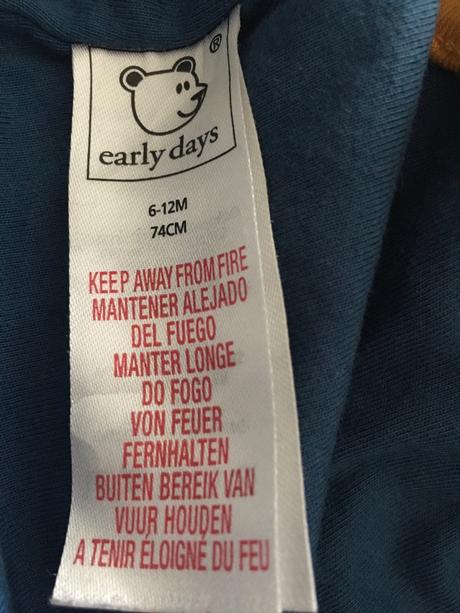 ®
early days
6-12M
74CM
KEEP AWAY FROM FIRE
MANTENER ALEJADO
DEL FUEGO
MANTER LONGE
DO FOGO
VON FEUER
FERNHALTEN
BUITEN BEREIK VAN
VUUR HOUDEN
A TENIR ÉLOIGNÉ DU FEU